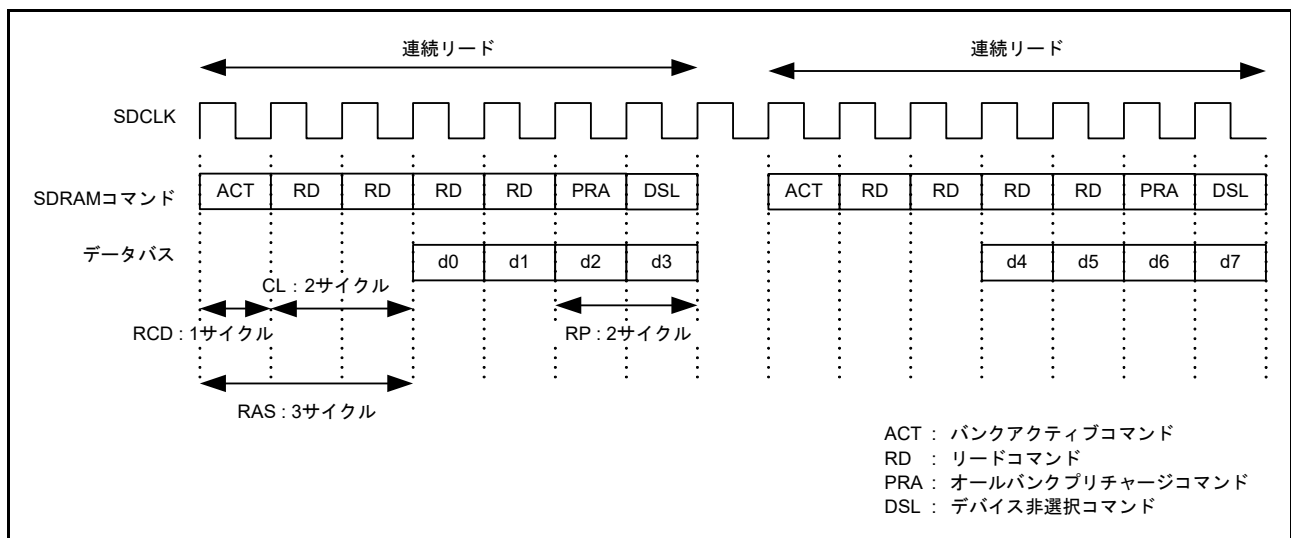 連続リード 連続リード
SDCLK
SDRAMコマンド ACT RD RD RD RD PRA DSL ACT RD RD RD RD PRA DSL
データバス d0 d1 d2 d3 d4 d5 d6 d7
CL : 2サイクル
RCD : 1サイクル RP : 2サイクル
RAS : 3サイクル
ACT : バンクアクティブコマンド
RD : リードコマンド
PRA : オールバンクプリチャージコマンド
DSL : デバイス非選択コマンド